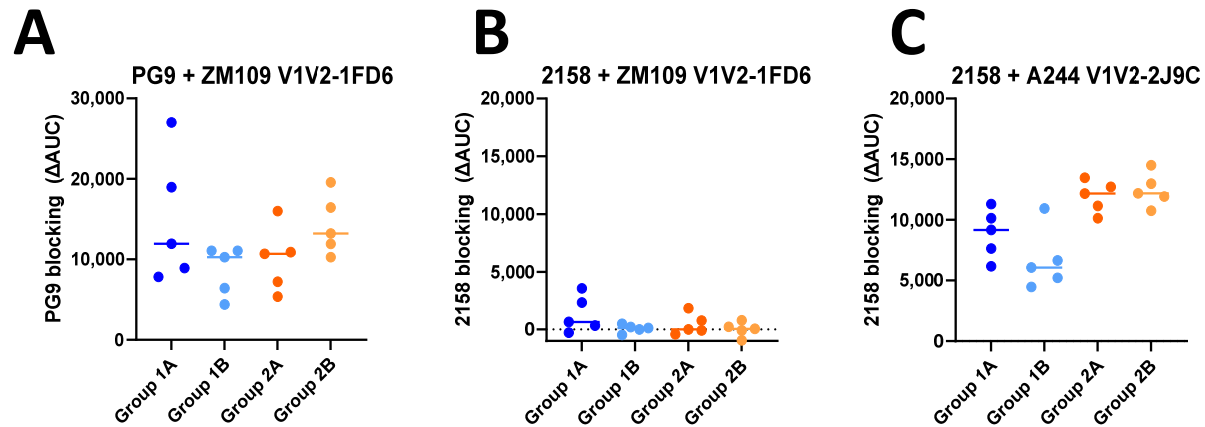 A
PG9 + ZM109 V1V2-1FD6
PG9 blocking (ΔAUC)
30,000
20,000
10,000
0
Group 1A
Group 1B
Group 2A
Group 2B
B
2158 + ZM109 V1V2-1FD6
2158 blocking (ΔAUC)
20,000
15,000
10,000
5,000
0
Group 1A
Group 1B
Group 2A
Group 2B
C
2158 + A244 V1V2-2J9C
2158 blocking (ΔAUC)
20,000
15,000
10,000
5,000
0
Group 1A
Group 1B
Group 2A
Group 2B